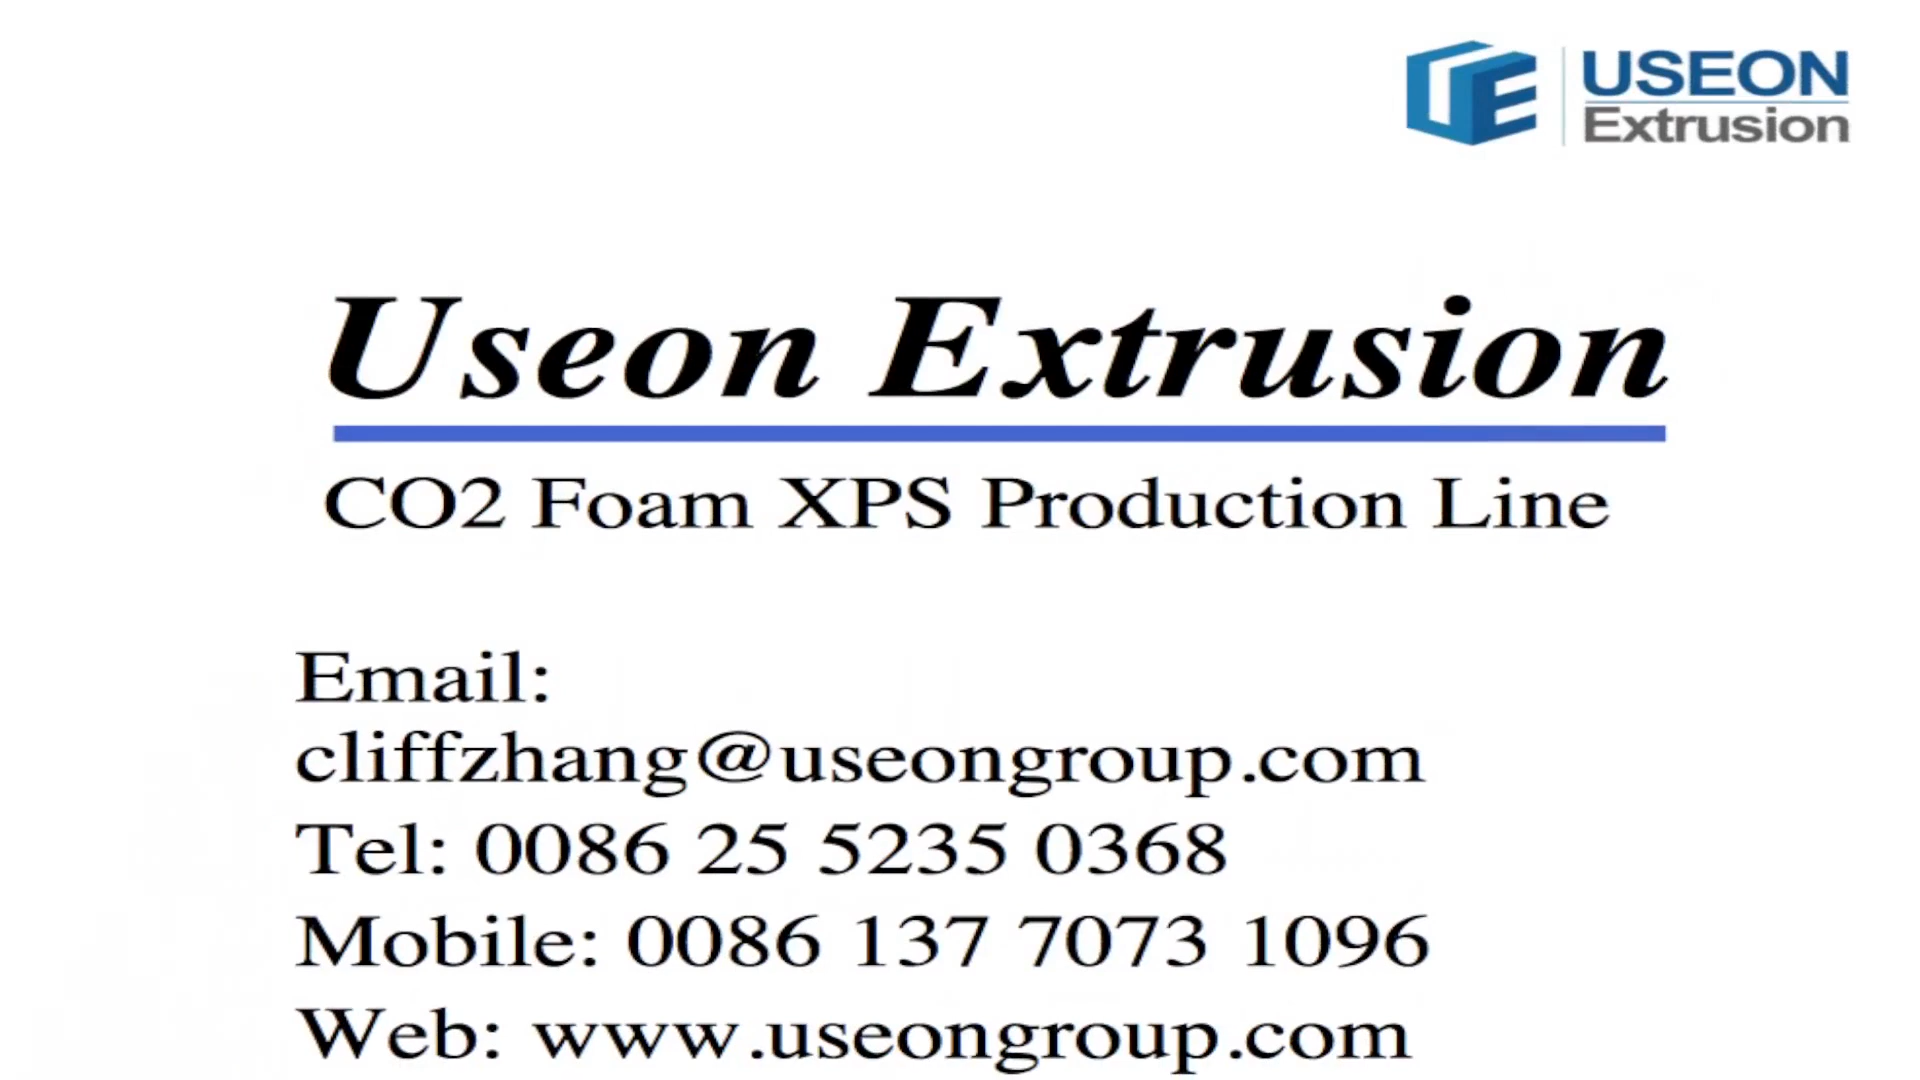 USEON
Extrusion
Useon Extrusion
CO2 Foam XPS Production Line
Email:
cliffzhang@useongroup.com
Tel: 0086 25 5235 0368
Mobile: 0086 137 7073 1096
Web: www.useongroup.com